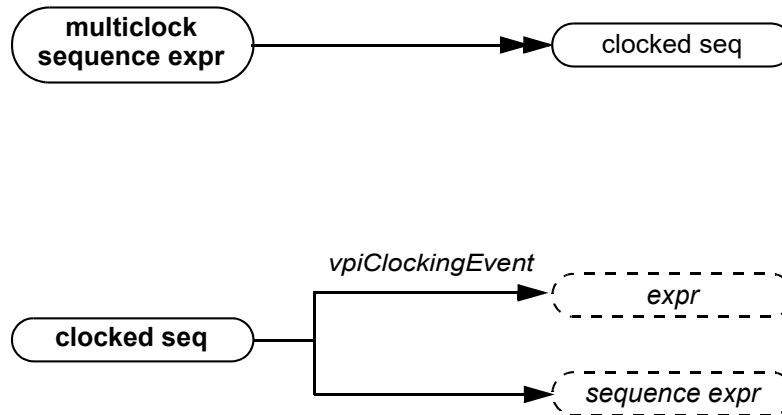 multiclock
sequence expr
clocked seq
vpiClockingEvent
expr
clocked seq
sequence expr